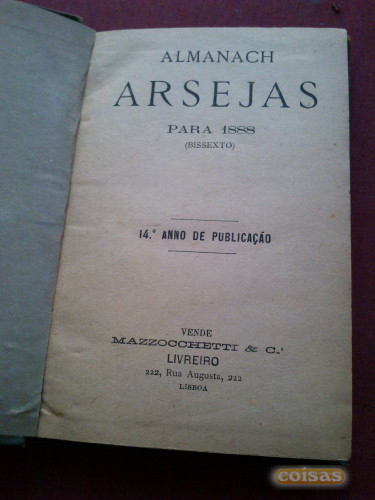 ALMANACH
ARSEJAS
PARA 1888
(BISSEXTO)
14.º ANNO DE PUBLICAÇÃO
VENDE
MAZZOCCHETTI & C.ª
LIVREIRO
222, Rua Augusta, 222
LISBOA
coisas